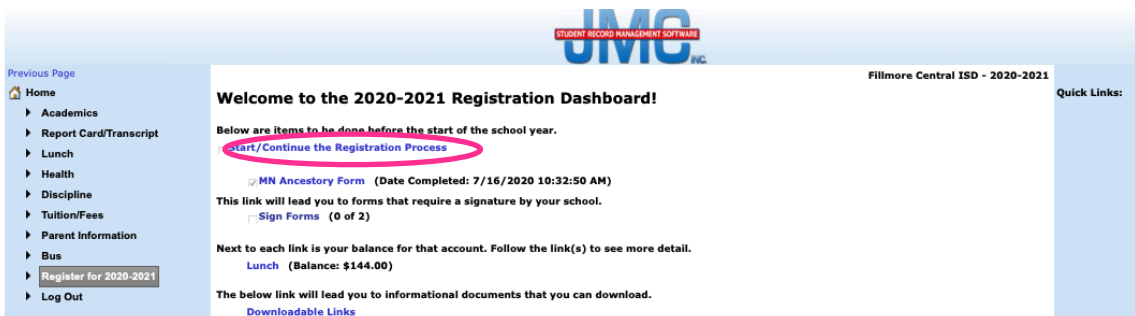 STUDENT RECORD MANAGEMENT SOFTWARE
JMC
INC.
Previous Page
Fillmore Central ISD - 2020-2021
Home
Quick Links:
Welcome to the 2020-2021 Registration Dashboard!
Academics
Report Card/Transcript
Below are items to be done before the start of the school year.
Lunch
Start/Continue the Registration Process
Health
MN Ancestory Form (Date Completed: 7/16/2020 10:32:50 AM)
Discipline
This link will lead you to forms that require a signature by your school.
Tuition/Fees
Sign Forms (0 of 2)
Parent Information
Next to each link is your balance for that account. Follow the link(s) to see more detail.
Bus
Lunch (Balance: $144.00)
Register for 2020-2021
Log Out
The below link will lead you to informational documents that you can download.
Downloadable Links